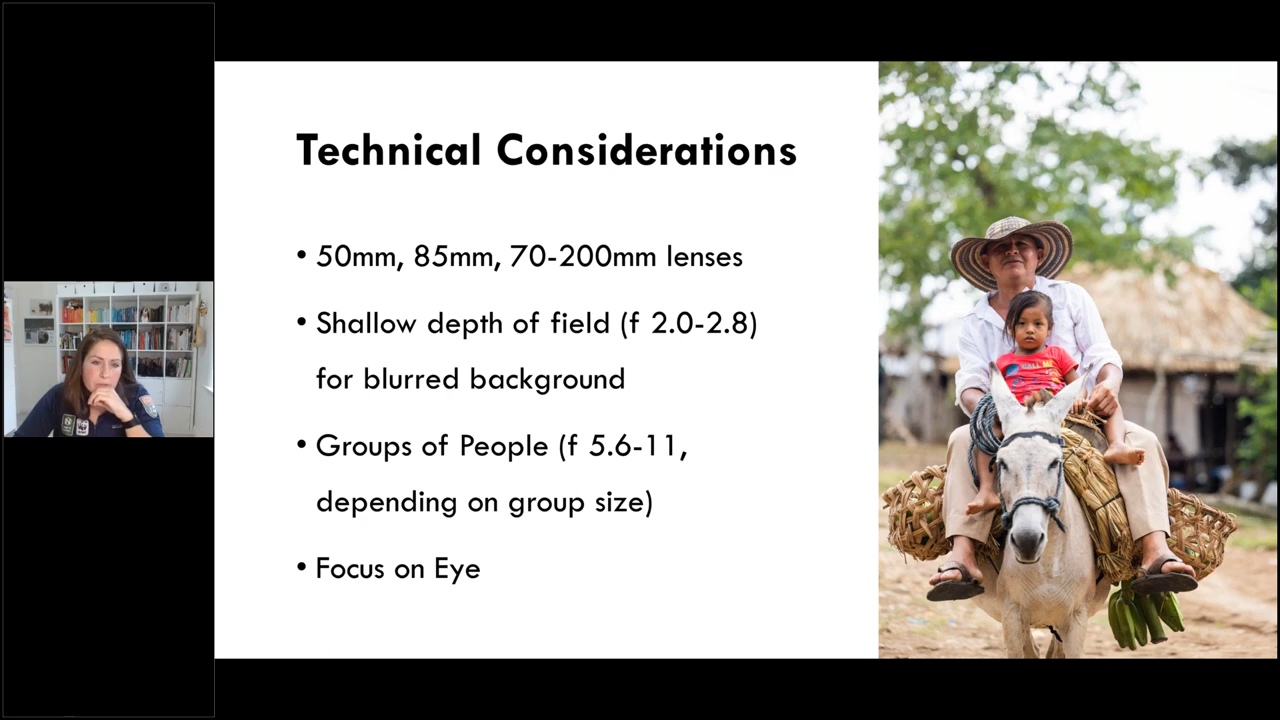 Technical Considerations
• 50mm, 85mm, 70-200mm lenses
• Shallow depth of field (f 2.0-2.8)
for blurred background
• Groups of People (f 5.6-11,
depending on group size)
• Focus on Eye